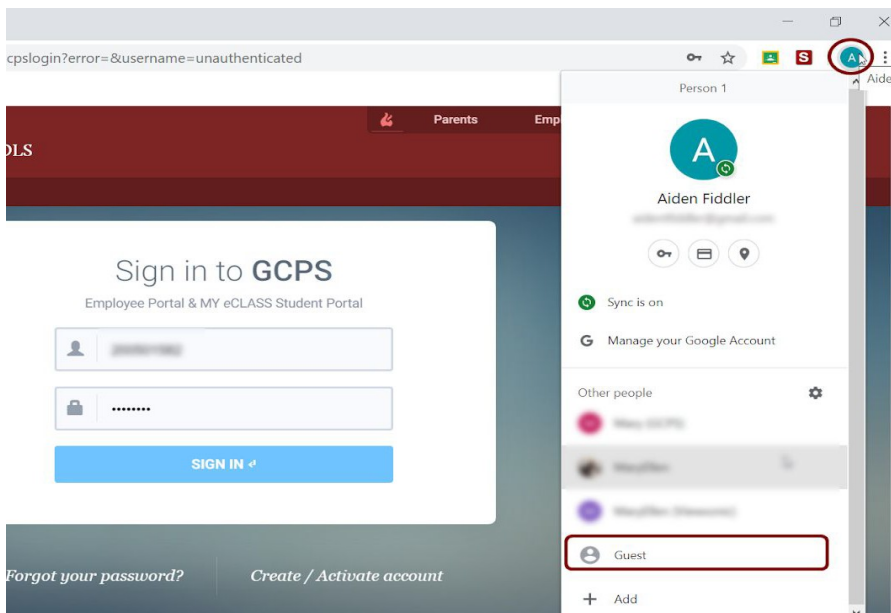 cpslogin?error=&username=unauthenticated
S
A
Aide
Person 1
Parents
Emp
OLS
A
Aiden Fiddler
Sign in to GCPS
Employee Portal & MY eCLASS Student Portal
••••••••
SIGN IN
Sync is on
G Manage your Google Account
Other people
Guest
+ Add
Forgot your password?
Create / Activate account